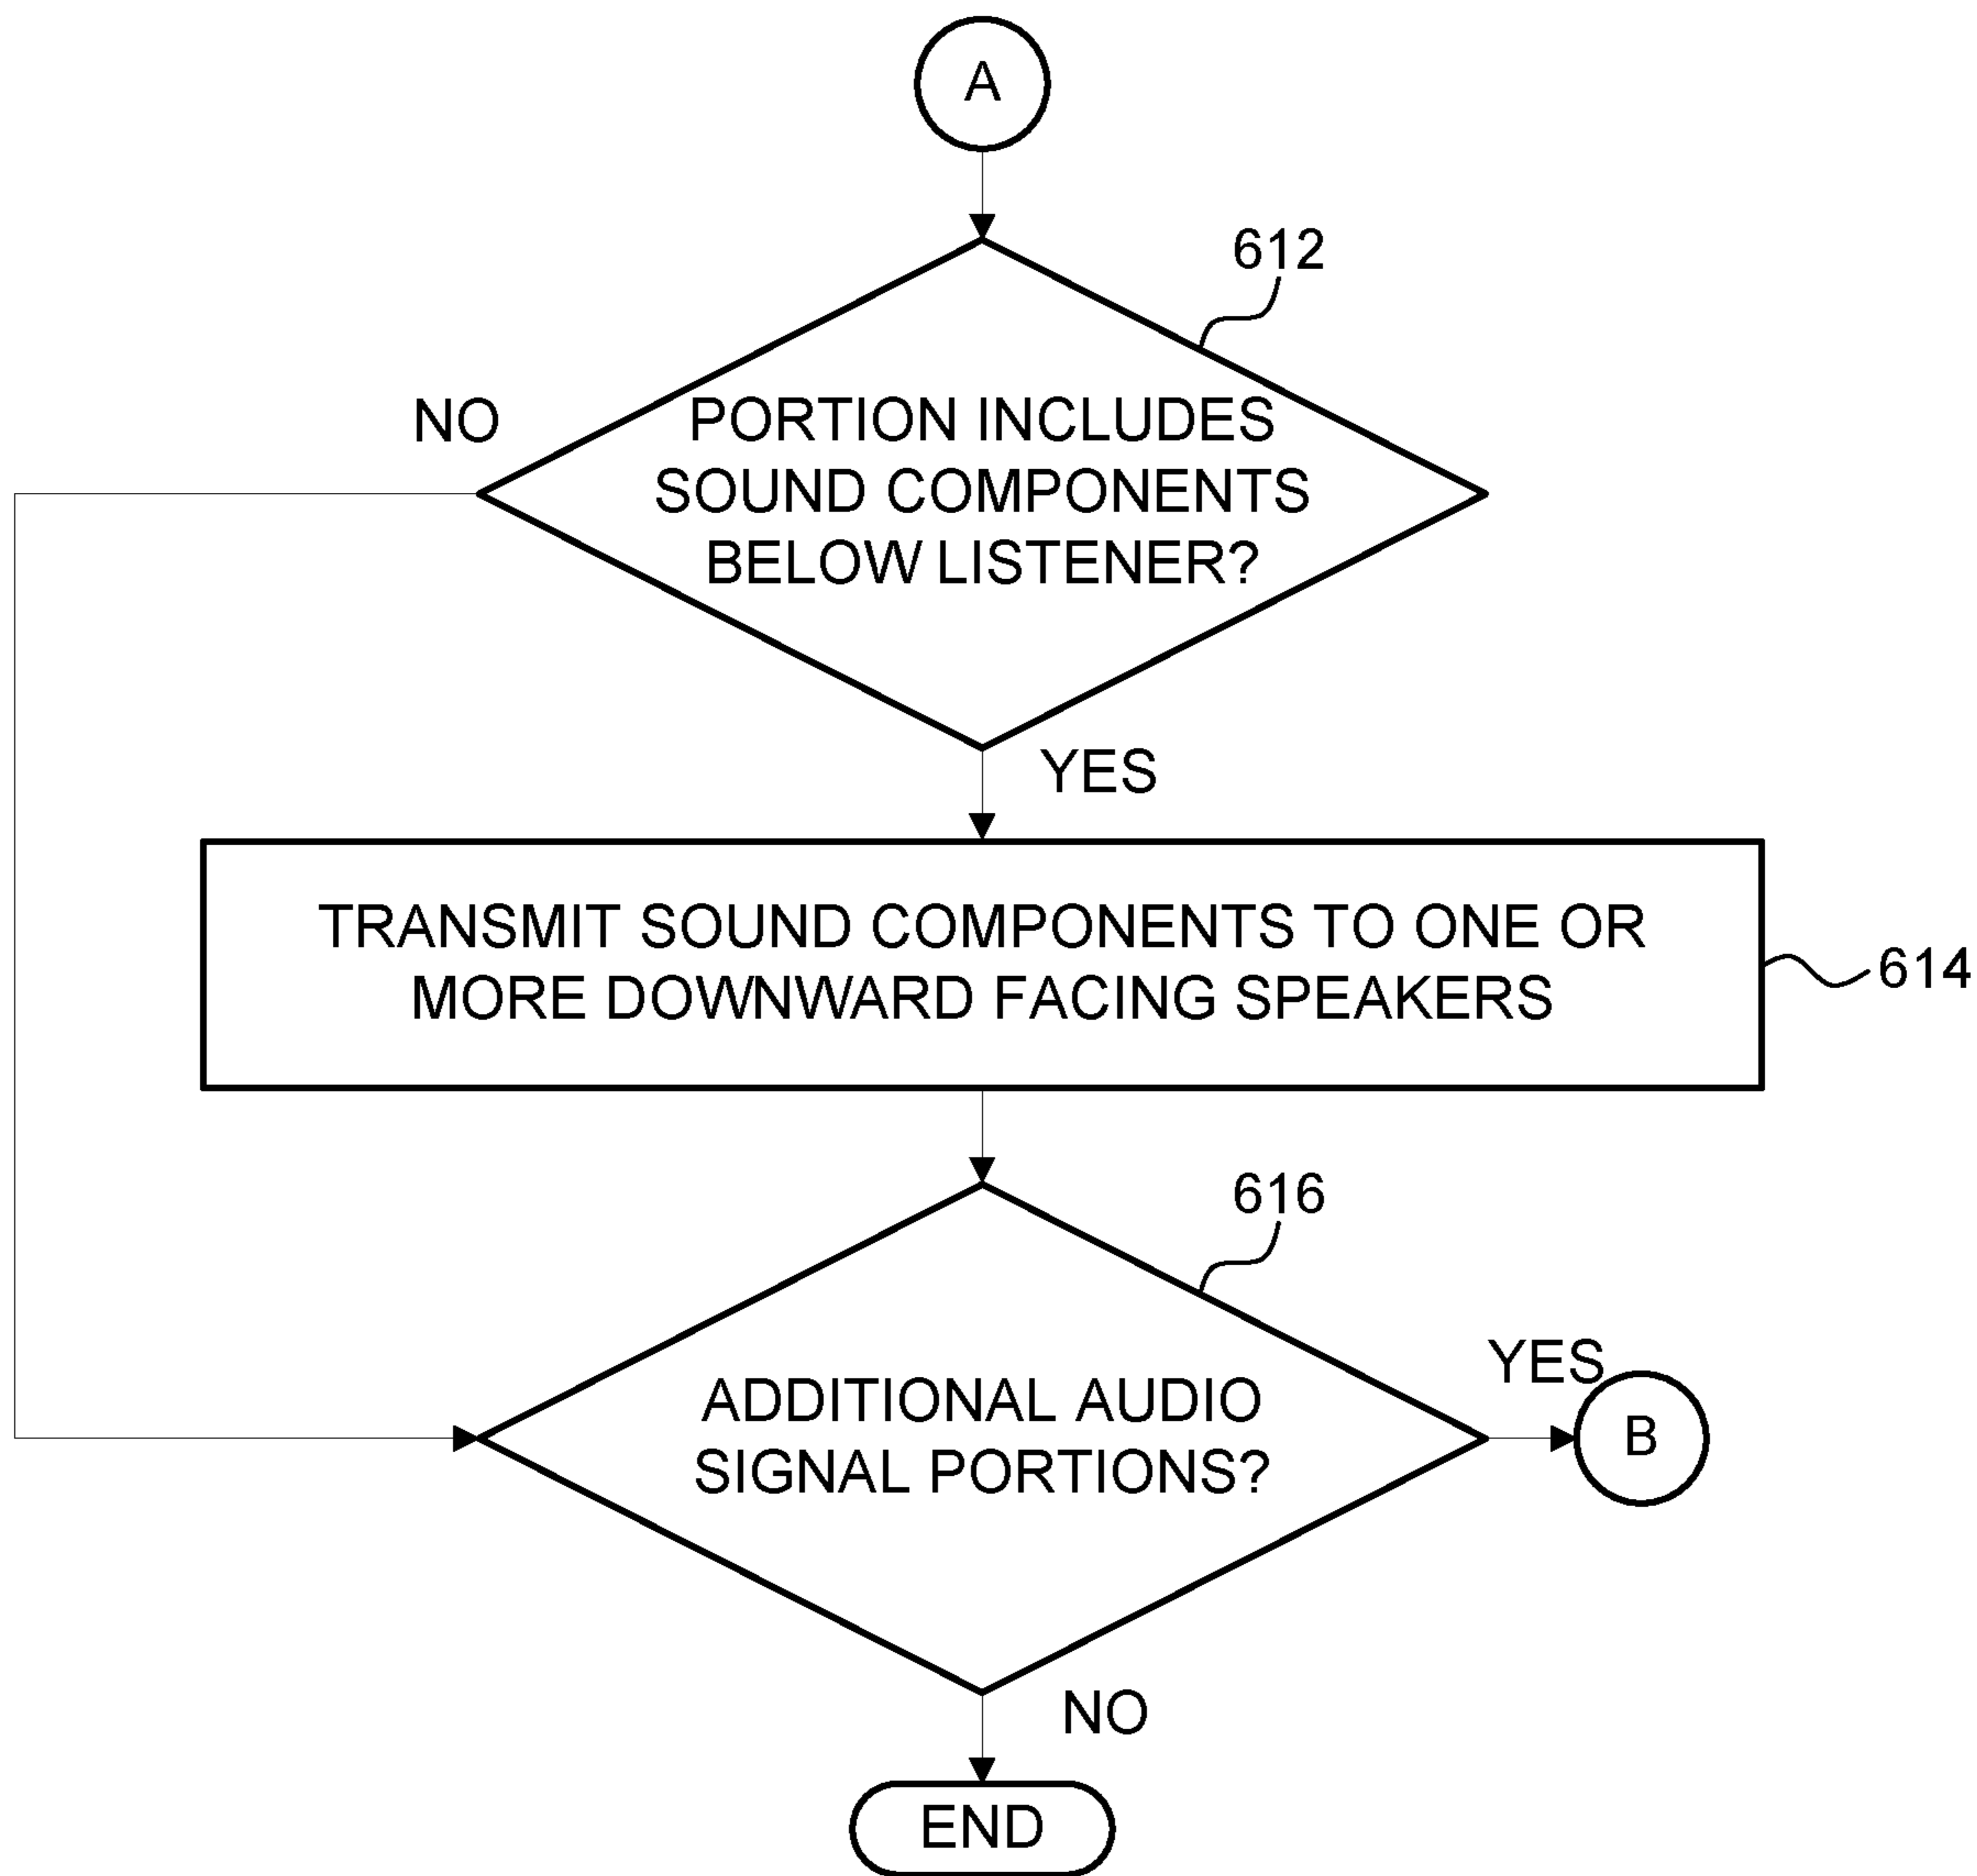 A
612
NO
PORTION INCLUDES
SOUND COMPONENTS
BELOW LISTENER?
YES
TRANSMIT SOUND COMPONENTS TO ONE OR
MORE DOWNWARD FACING SPEAKERS
614
616
YES
ADDITIONAL AUDIO
SIGNAL PORTIONS?
B
NO
END